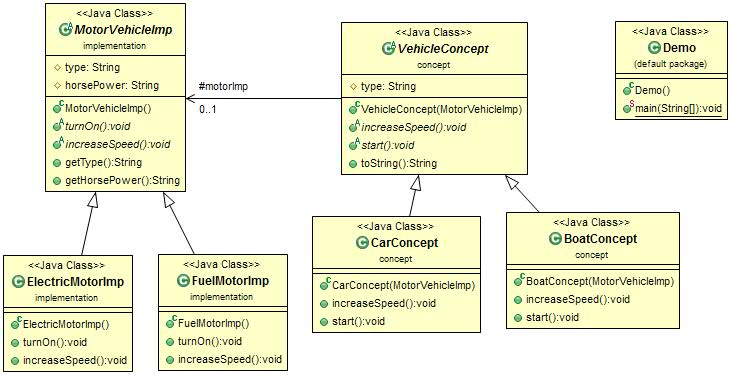 <<Java Class>>
MotorVehicleImp
implementation
type: String
horsePower: String
MotorVehicleImp()
turnOn():void
increaseSpeed():void
getType():String
getHorsePower():String
#motorImp
0..1
<<Java Class>>
VehicleConcept
concept
type: String
VehicleConcept(MotorVehicleImp)
increaseSpeed():void
start():void
toString():String
<<Java Class>>
Demo
(default package)
Demo()
main(String[]):void
<<Java Class>>
ElectricMotorImp
implementation
ElectricMotorImp()
turnOn():void
increaseSpeed():void
<<Java Class>>
FuelMotorImp
implementation
FuelMotorImp()
turnOn():void
increaseSpeed():void
<<Java Class>>
CarConcept
concept
CarConcept(MotorVehicleImp)
increaseSpeed():void
start():void
<<Java Class>>
BoatConcept
concept
BoatConcept(MotorVehicleImp)
increaseSpeed():void
start():void